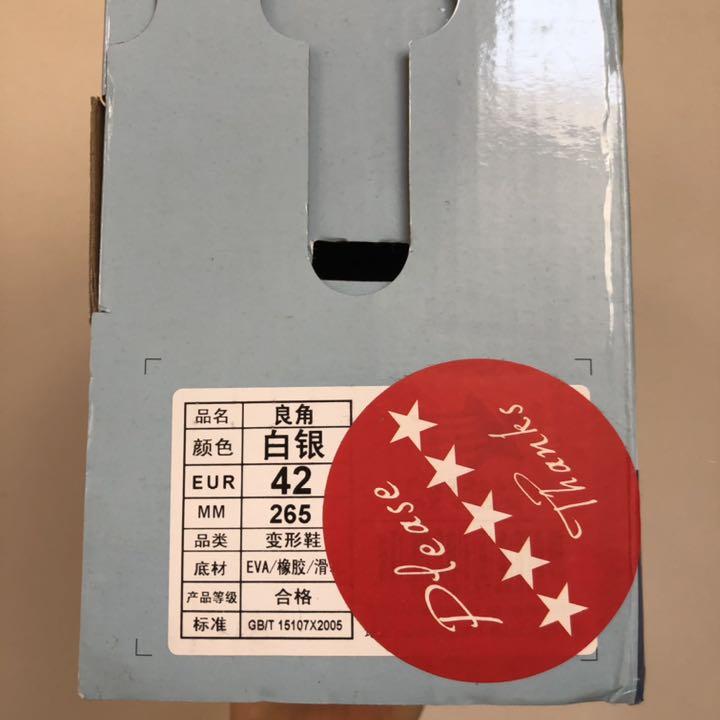 品名 良角
颜色 白银
EUR 42
MM 265
品类 变形鞋
底材 EVA/橡胶/滑
产品等级 合格
标准 GB/T 15107X2005
Please
Thanks